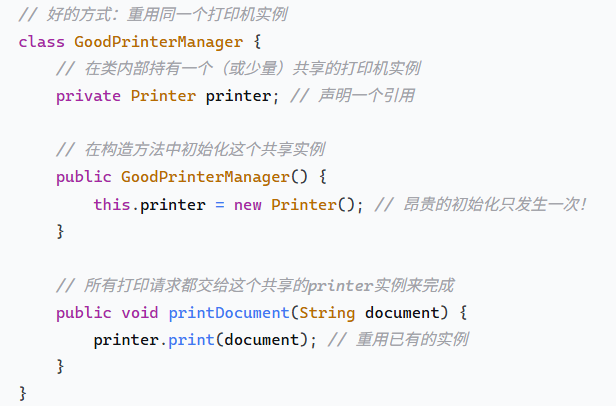 // 好的方式：重用同一个打印机实例
class GoodPrinterManager {
    // 在类内部持有一个（或少量）共享的打印机实例
    private Printer printer; // 声明一个引用

    // 在构造方法中初始化这个共享实例
    public GoodPrinterManager() {
        this.printer = new Printer(); // 昂贵的初始化只发生一次！
    }

    // 所有打印请求都交给这个共享的printer实例来完成
    public void printDocument(String document) {
        printer.print(document); // 重用已有的实例
    }
}